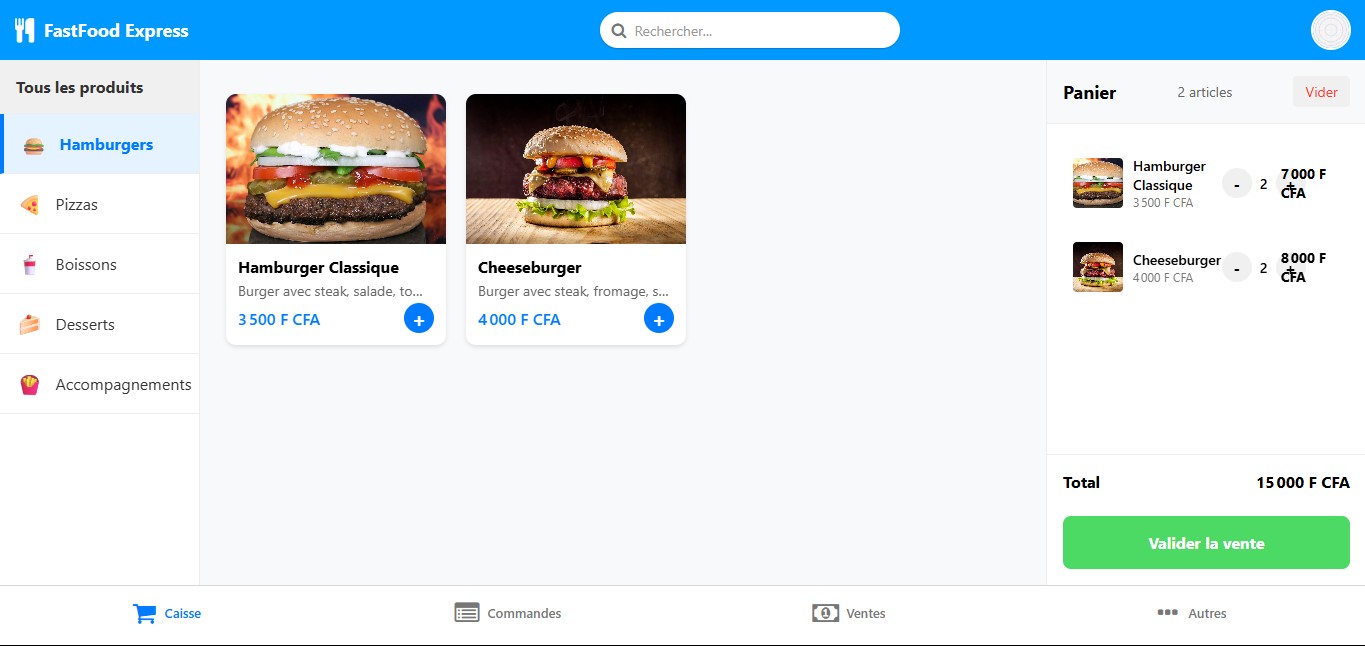 FastFood Express
Rechercher...
Tous les produits
Hamburgers
Pizzas
Boissons
Desserts
Accompagnements
Hamburger Classique
Burger avec steak, salade, to...
3 500 F CFA
+
Cheeseburger
Burger avec steak, fromage, s...
4 000 F CFA
+
Panier
2 articles
Vider
Hamburger
Classique
3 500 F CFA
- 2 +
7 000 F
CFA
Cheeseburger
4 000 F CFA
- 2 +
8 000 F
CFA
Total
15 000 F CFA
Valider la vente
Caisse
Commandes
Ventes
Autres